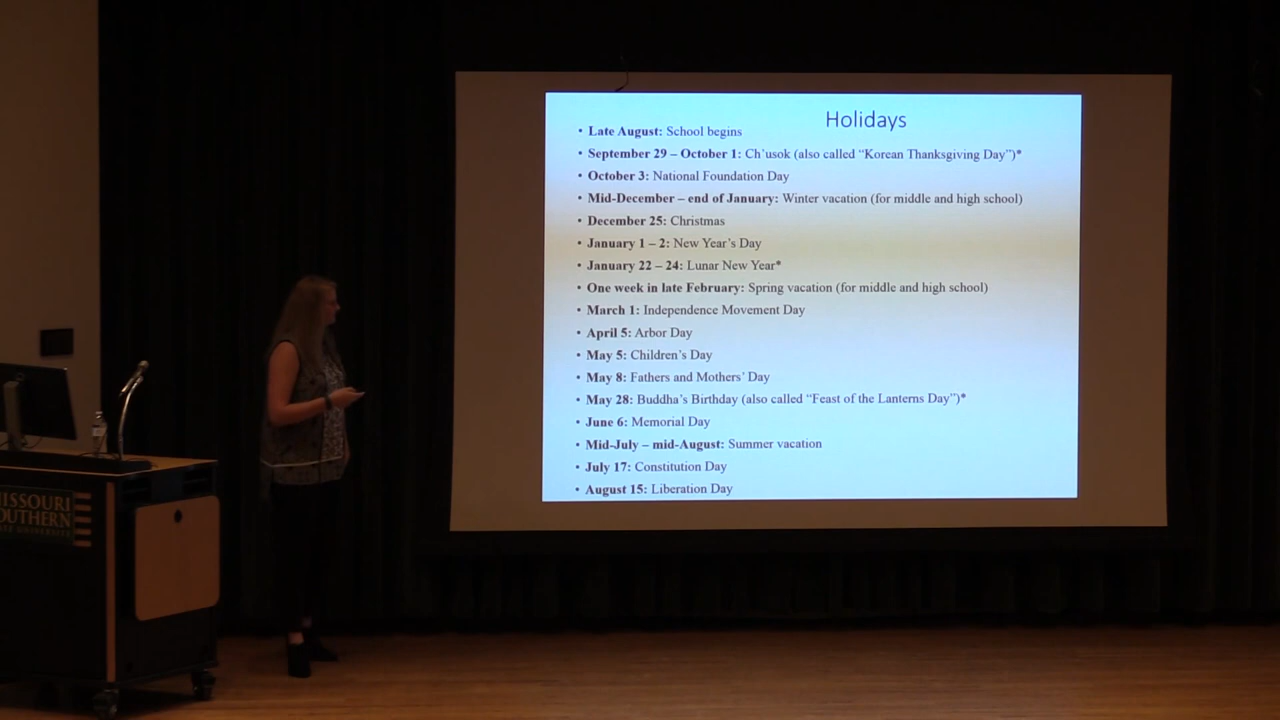 Holidays
• Late August: School begins
• September 29 – October 1: Ch'usok (also called “Korean Thanksgiving Day”)*
• October 3: National Foundation Day
• Mid-December – end of January: Winter vacation (for middle and high school)
• December 25: Christmas
• January 1 – 2: New Year's Day
• January 22 – 24: Lunar New Year*
• One week in late February: Spring vacation (for middle and high school)
• March 1: Independence Movement Day
• April 5: Arbor Day
• May 5: Children's Day
• May 8: Fathers and Mothers' Day
• May 28: Buddha's Birthday (also called “Feast of the Lanterns Day”)*
• June 6: Memorial Day
• Mid-July – mid-August: Summer vacation
• July 17: Constitution Day
• August 15: Liberation Day
MISSOURI
SOUTHERN